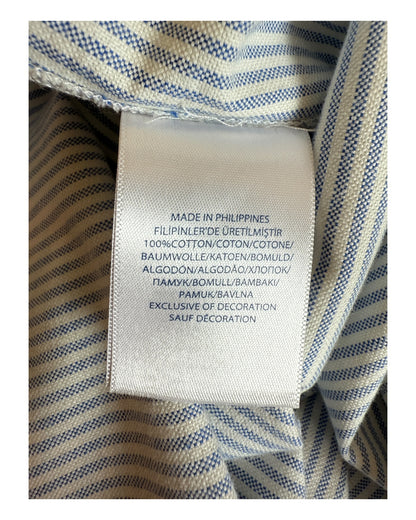 MADE IN PHILIPPINES
FİLİPİNLER'DE ÜRETİLMİŞTİR
100%COTTON/COTON/COTONE/
BAUMWOLLE/KATOEN/BOMULD/
ALGODÓN/ALGODÃO/ХЛОПОК/
ПАМУК/BOMULL/BAMBAKI/
PAMUK/BAVLNA
EXCLUSIVE OF DECORATION
SAUF DÉCORATION